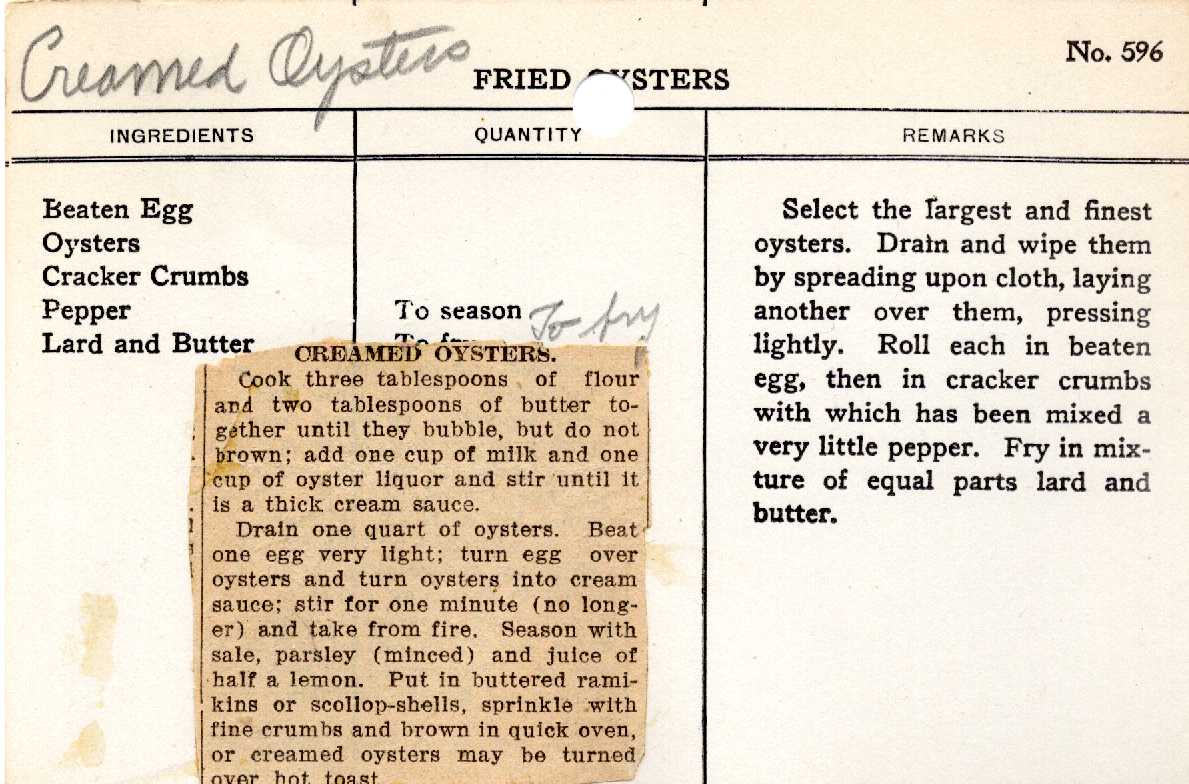 Creamed Oysters
No. 596
FRIED OYSTERS
INGREDIENTS QUANTITY REMARKS
Beaten Egg
Oysters
Cracker Crumbs
Pepper To season
Lard and Butter To fry
To fry
Select the largest and finest
oysters. Drain and wipe them
by spreading upon cloth, laying
another over them, pressing
lightly. Roll each in beaten
egg, then in cracker crumbs
with which has been mixed a
very little pepper. Fry in mix-
ture of equal parts lard and
butter.
CREAMED OYSTERS.
Cook three tablespoons of flour
and two tablespoons of butter to-
gether until they bubble, but do not
brown; add one cup of milk and one
cup of oyster liquor and stir until it
is a thick cream sauce.
Drain one quart of oysters. Beat
one egg very light; turn egg over
oysters and turn oysters into cream
sauce; stir for one minute (no long-
er) and take from fire. Season with
sale, parsley (minced) and juice of
half a lemon. Put in buttered rami-
kins or scollop-shells, sprinkle with
fine crumbs and brown in quick oven,
or creamed oysters may be turned
over hot toast